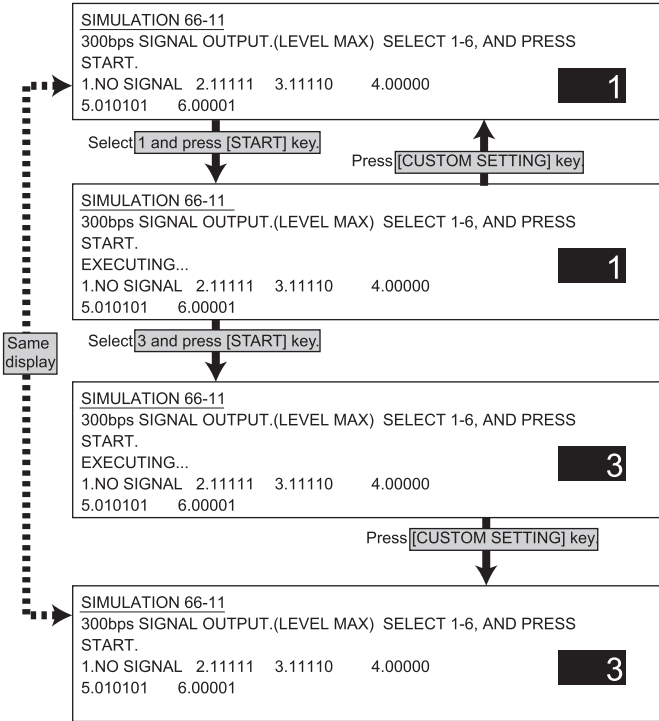 SIMULATION 66-11
300bps SIGNAL OUTPUT.(LEVEL MAX) SELECT 1-6, AND PRESS
START.
1.NO SIGNAL 2.11111 3.11110 4.00000
5.010101 6.00001
1
Select 1 and press [START] key.
Press [CUSTOM SETTING] key.
SIMULATION 66-11
300bps SIGNAL OUTPUT.(LEVEL MAX) SELECT 1-6, AND PRESS
START.
EXECUTING...
1.NO SIGNAL 2.11111 3.11110 4.00000
5.010101 6.00001
1
Same
display
Select 3 and press [START] key.
SIMULATION 66-11
300bps SIGNAL OUTPUT.(LEVEL MAX) SELECT 1-6, AND PRESS
START.
EXECUTING...
1.NO SIGNAL 2.11111 3.11110 4.00000
5.010101 6.00001
3
Press [CUSTOM SETTING] key.
SIMULATION 66-11
300bps SIGNAL OUTPUT.(LEVEL MAX) SELECT 1-6, AND PRESS
START.
1.NO SIGNAL 2.11111 3.11110 4.00000
5.010101 6.00001
3